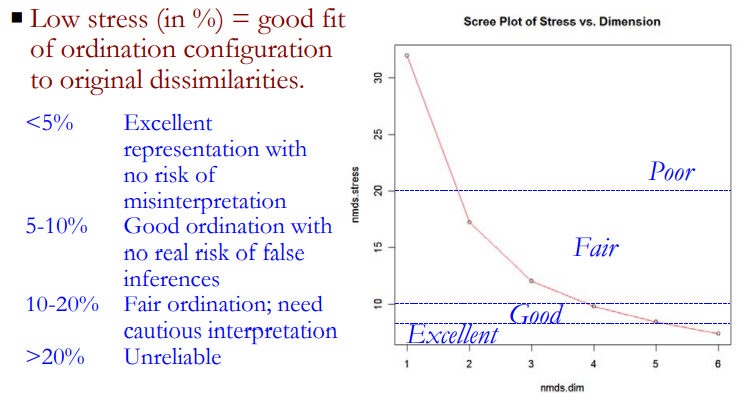 Low stress (in %) = good fit
of ordination configuration
to original dissimilarities.
<5% Excellent
representation with
no risk of
misinterpretation
5-10% Good ordination with
no real risk of false
inferences
10-20% Fair ordination; need
cautious interpretation
>20% Unreliable
Scree Plot of Stress vs. Dimension
nmds.stress
30
25
20
15
10
Poor
Fair
Good
Excellent
1 2 3 4 5 6
nmds.dim